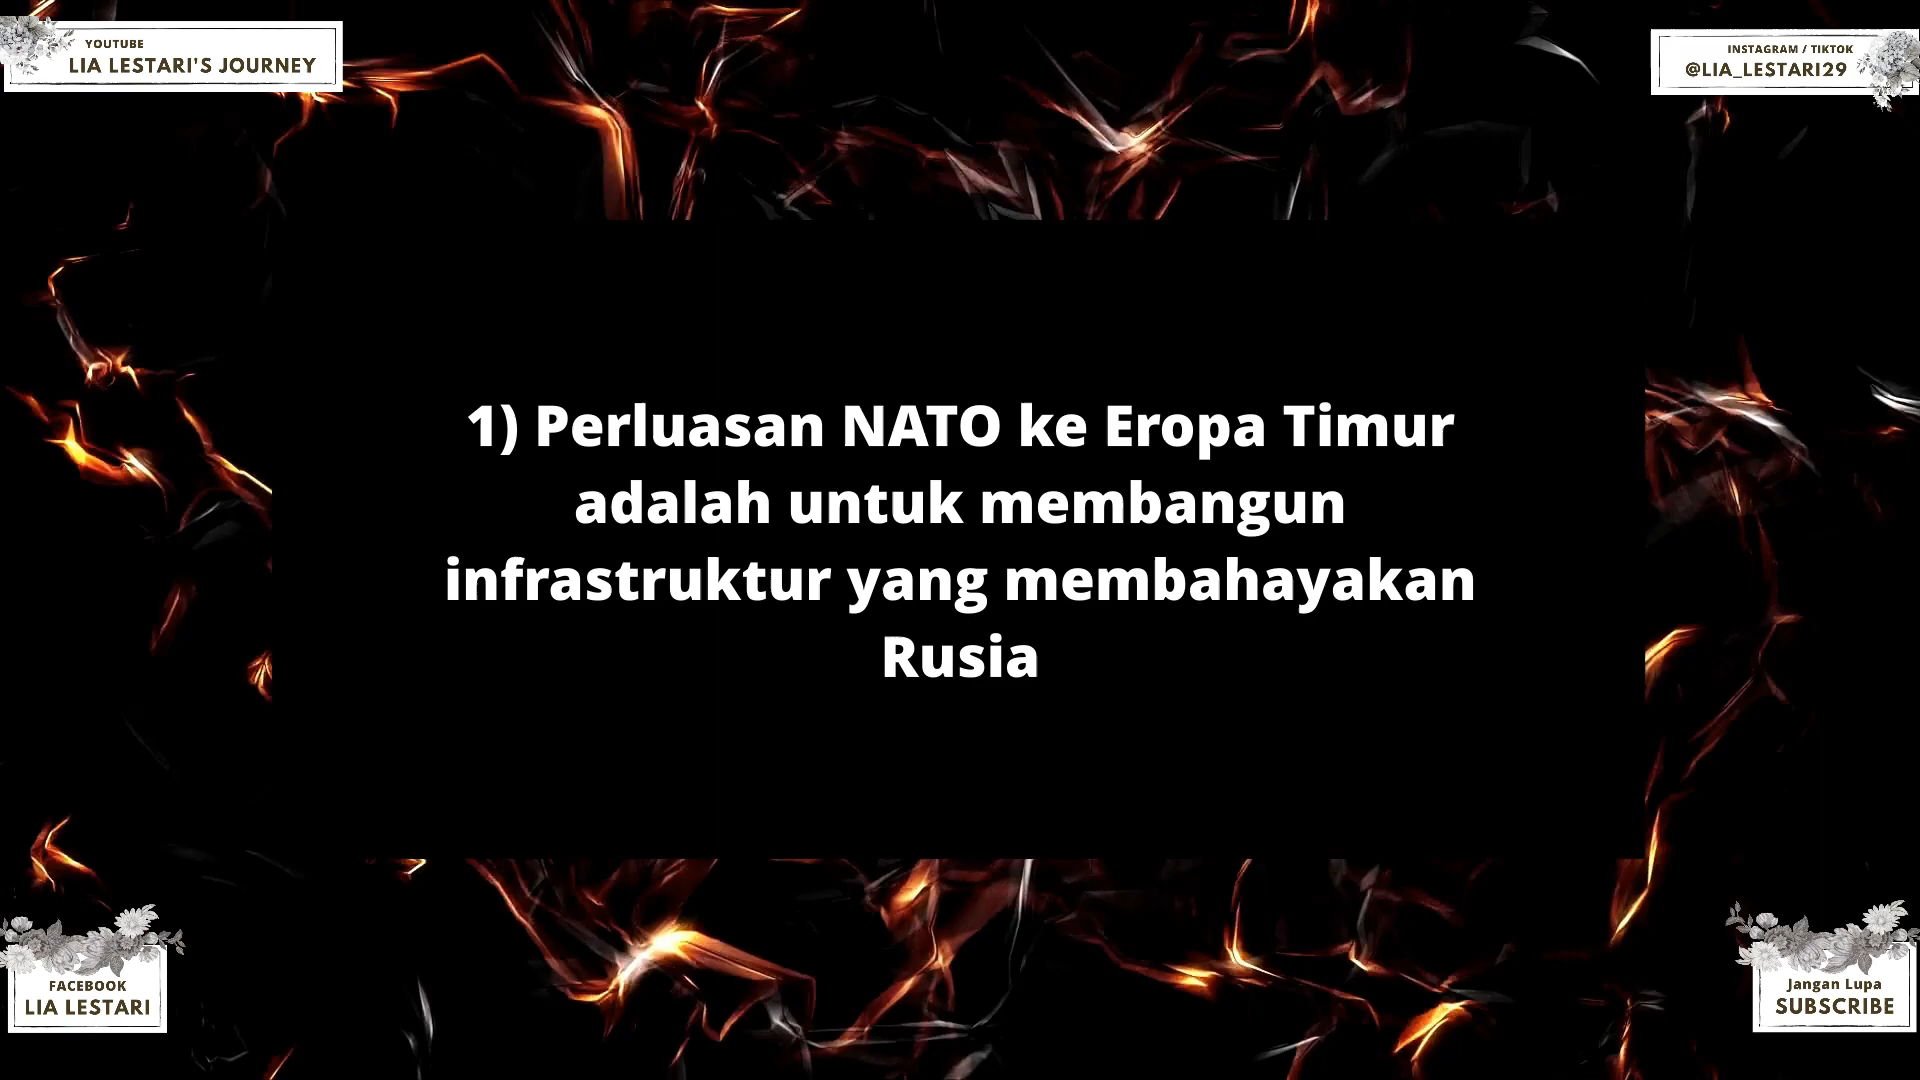 YOUTUBE
LIA LESTARI'S JOURNEY
INSTAGRAM / TIKTOK
@LIA_LESTARI29
1) Perluasan NATO ke Eropa Timur
adalah untuk membangun
infrastruktur yang membahayakan
Rusia
FACEBOOK
LIA LESTARI
Jangan Lupa
SUBSCRIBE